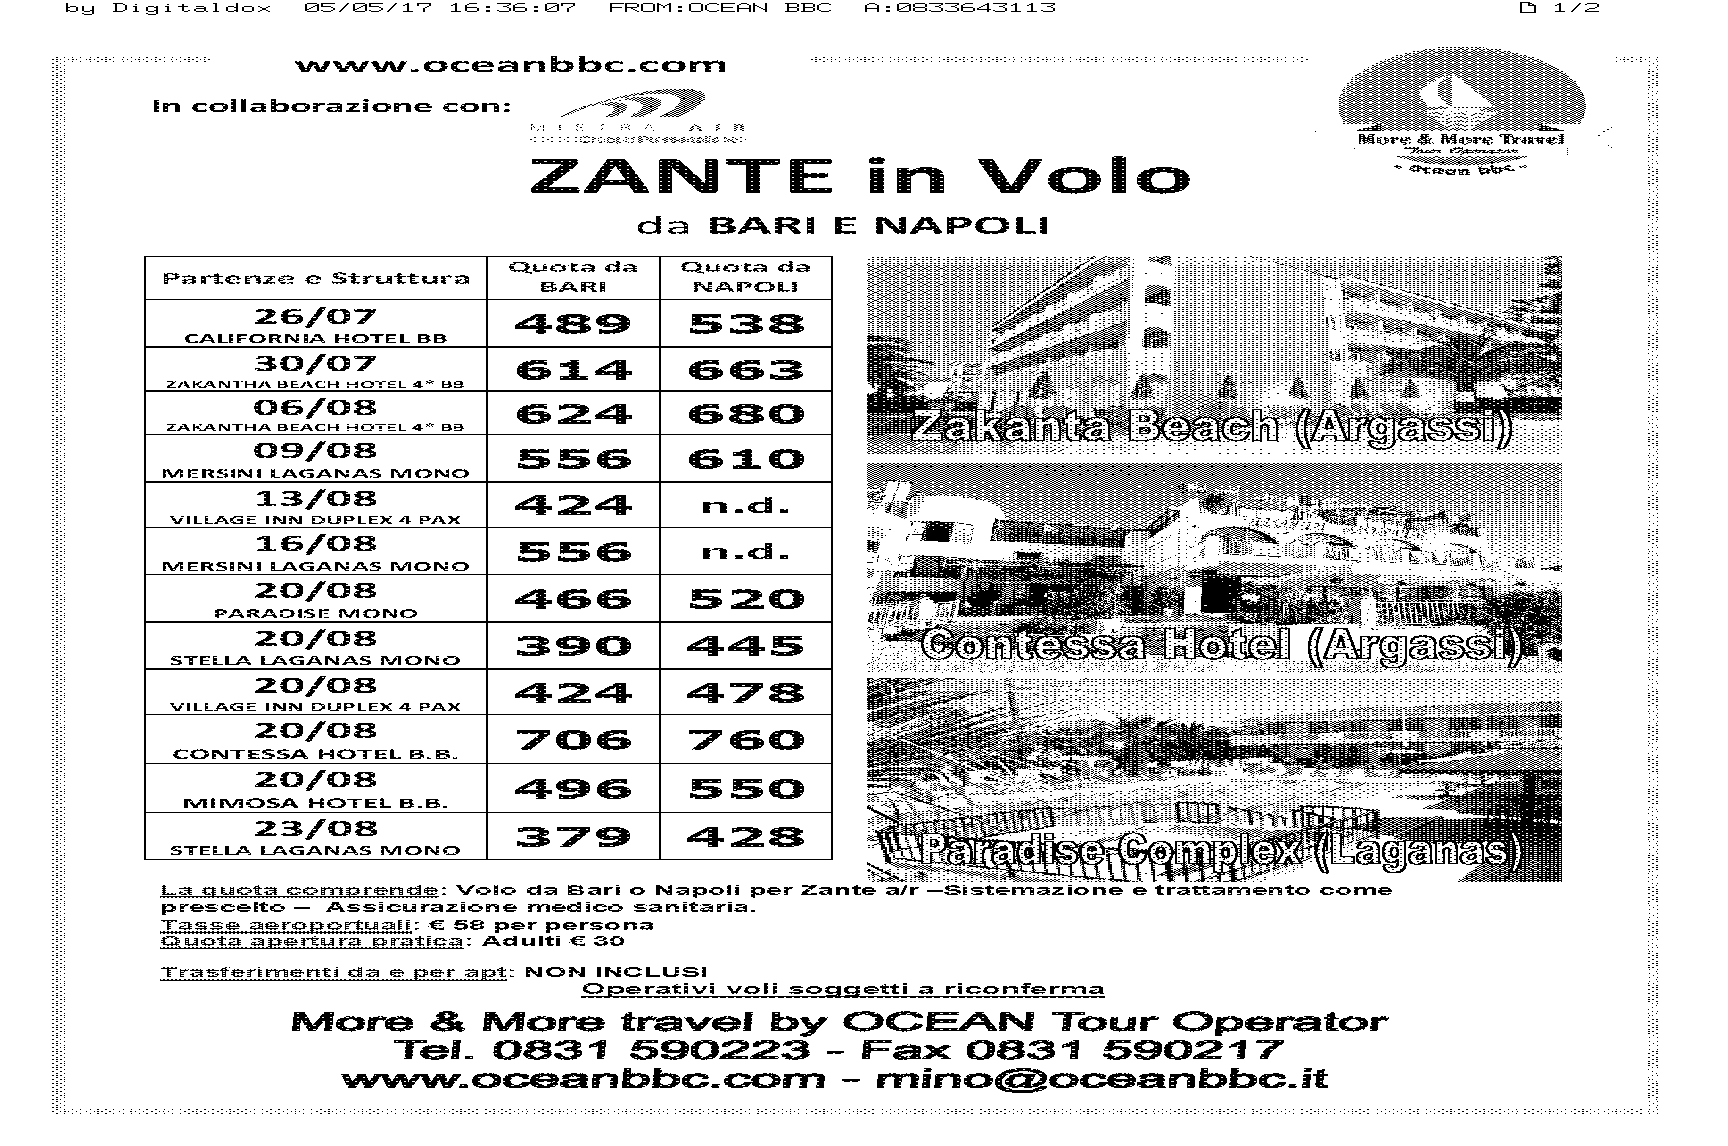 by Digitaldox 05/05/17 16:36:07 FROM:OCEAN BBC A:0833643113 1/2
www.oceanbbc.com
In collaborazione con:
MISTRAL AIR
More & More Travel
Tour Operator
"Ocean bbc"
ZANTE in Volo
da BARI E NAPOLI
Partenze e Struttura Quota da BARI Quota da NAPOLI
26/07 489 538
CALIFORNIA HOTEL BB
30/07 614 663
ZAKANTHA BEACH HOTEL 4* BB
06/08 624 680
ZAKANTHA BEACH HOTEL 4* BB
09/08 556 610
MERSINI LAGANAS MONO
13/08 424 n.d.
VILLAGE INN DUPLEX 4 PAX
16/08 556 n.d.
MERSINI LAGANAS MONO
20/08 466 520
PARADISE MONO
20/08 390 445
STELLA LAGANAS MONO
20/08 424 478
VILLAGE INN DUPLEX 4 PAX
20/08 706 760
CONTESSA HOTEL B.B.
20/08 496 550
MIMOSA HOTEL B.B.
23/08 379 428
STELLA LAGANAS MONO
Zakanta Beach (Argassi)
Contessa Hotel (Argassi)
Paradise Complex (Laganas)
La quota comprende: Volo da Bari o Napoli per Zante a/r –Sistemazione e trattamento come
prescelto – Assicurazione medico sanitaria.
Tasse aeroportuali: € 58 per persona
Quota apertura pratica: Adulti € 30
Trasferimenti da e per apt: NON INCLUSI
Operativi voli soggetti a riconferma
More & More travel by OCEAN Tour Operator
Tel. 0831 590223 - Fax 0831 590217
www.oceanbbc.com - mino@oceanbbc.it